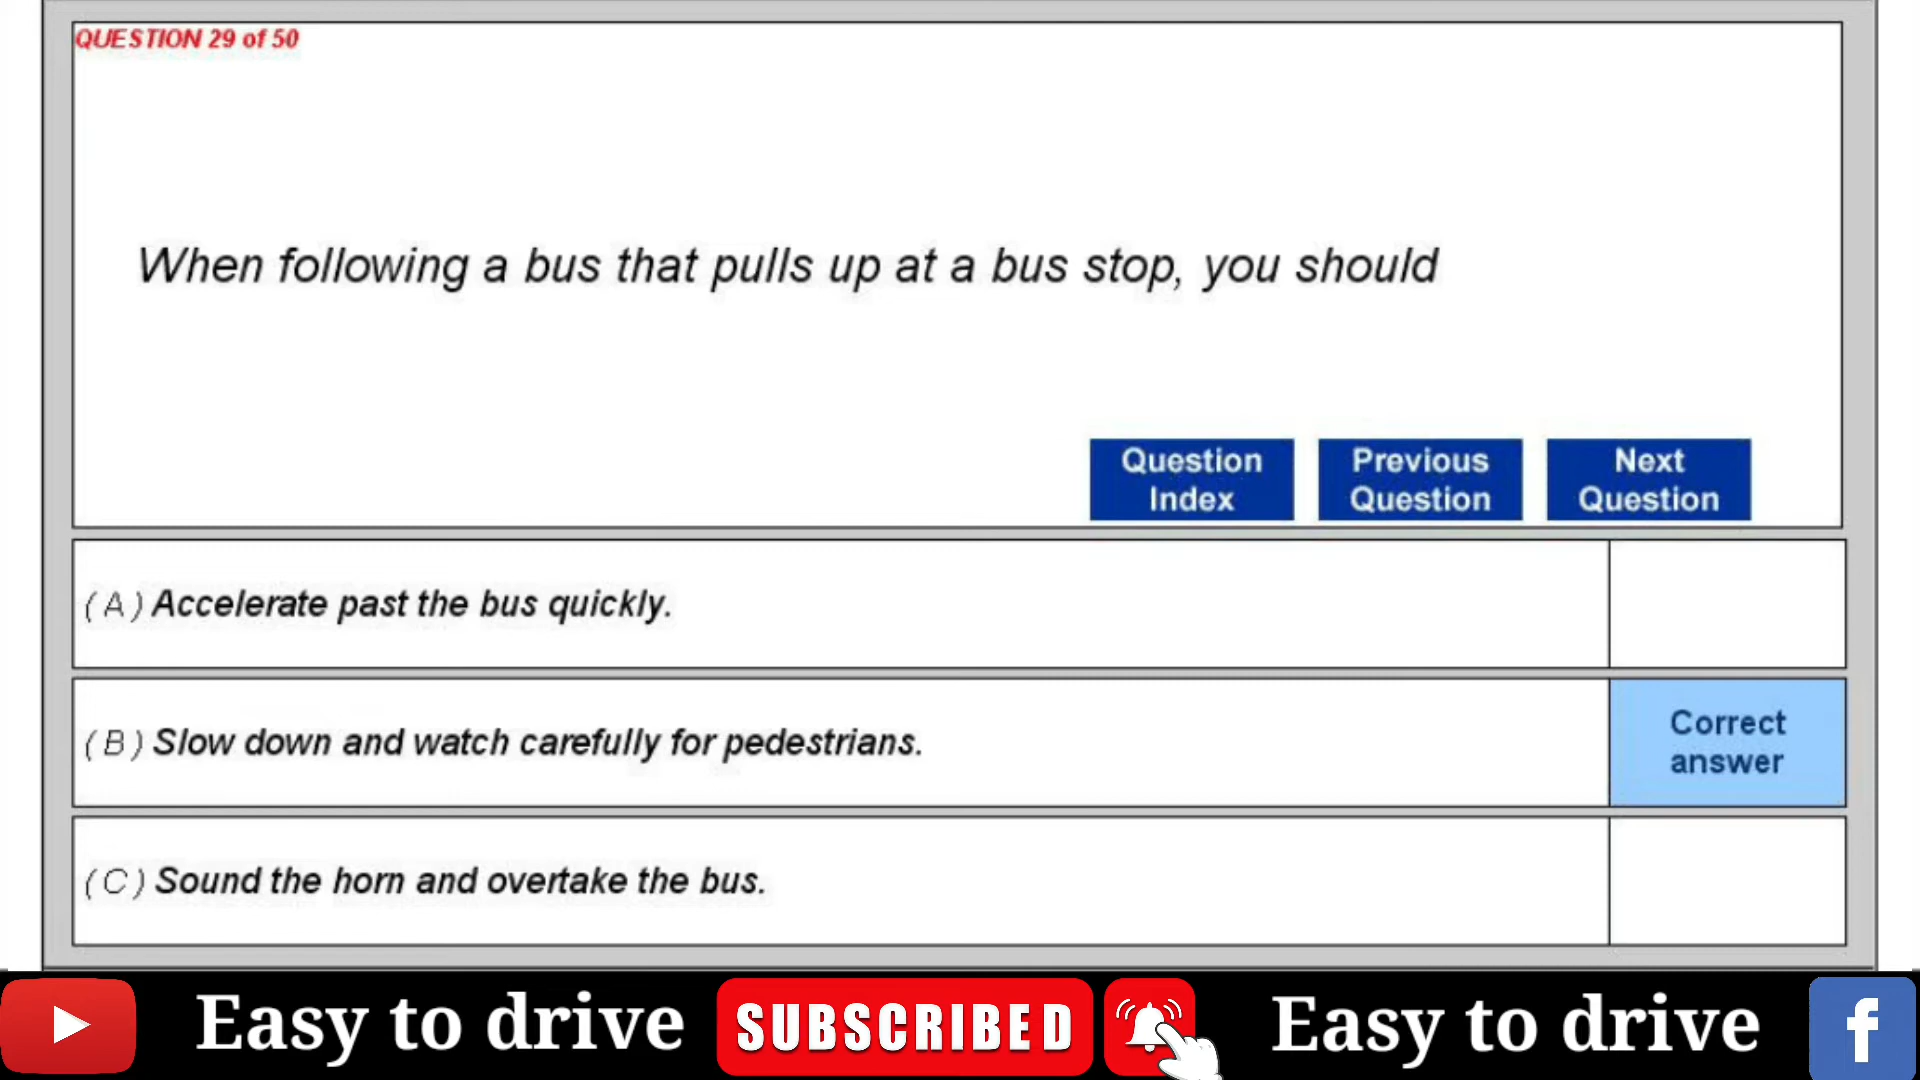 QUESTION 29 of 50
When following a bus that pulls up at a bus stop, you should
Question Index
Previous Question
Next Question
(A) Accelerate past the bus quickly.
(B) Slow down and watch carefully for pedestrians.
Correct answer
(C) Sound the horn and overtake the bus.
Easy to drive SUBSCRIBED Easy to drive f